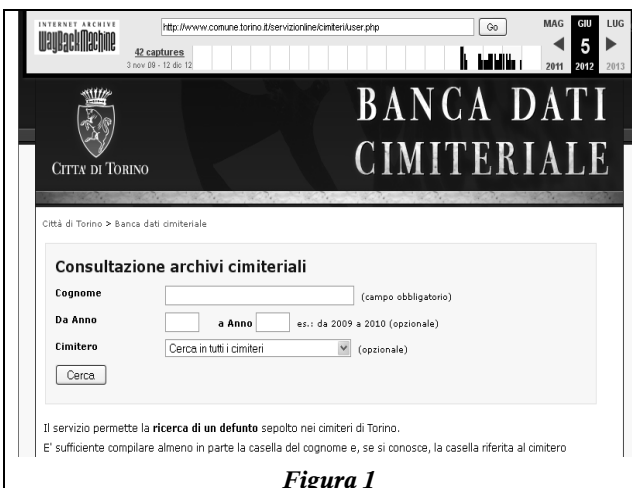 INTERNET ARCHIVE
WayBackMachine
http://www.comune.torino.it/servizionline/cimiteri/user.php
Go
42 captures
3 nov 09 - 12 dic 12
MAG GIU LUG
5
2011 2012 2013
CITTA' DI TORINO
BANCA DATI
CIMITERIALE
Città di Torino > Banca dati cimiteriale
Consultazione archivi cimiteriali
Cognome (campo obbligatorio)
Da Anno a Anno es.: da 2009 a 2010 (opzionale)
Cimitero Cerca in tutti i cimiteri (opzionale)
Cerca
Il servizio permette la ricerca di un defunto sepolto nei cimiteri di Torino.
E' sufficiente compilare almeno in parte la casella del cognome e, se si conosce, la casella riferita al cimitero
Figura 1